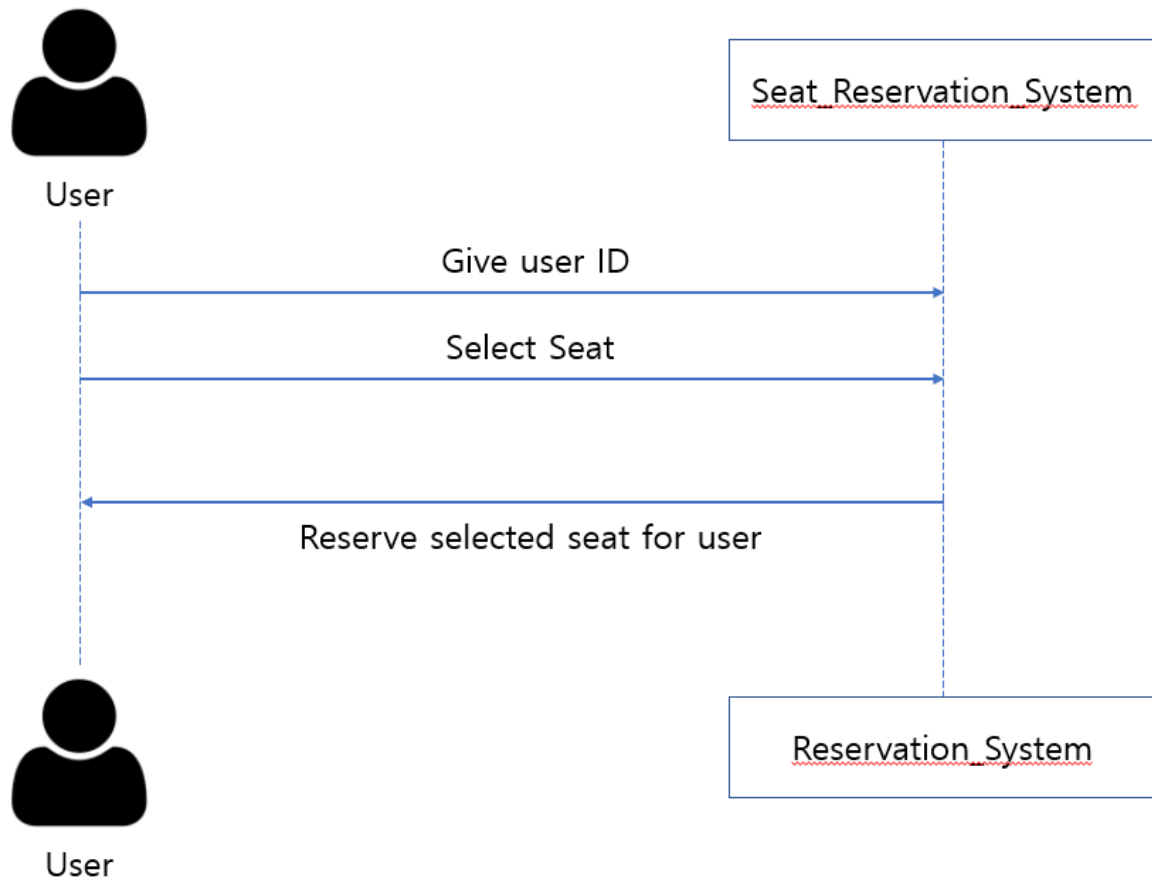 Seat_Reservation_System
User
Give user ID
Select Seat
Reserve selected seat for user
Reservation_System
User